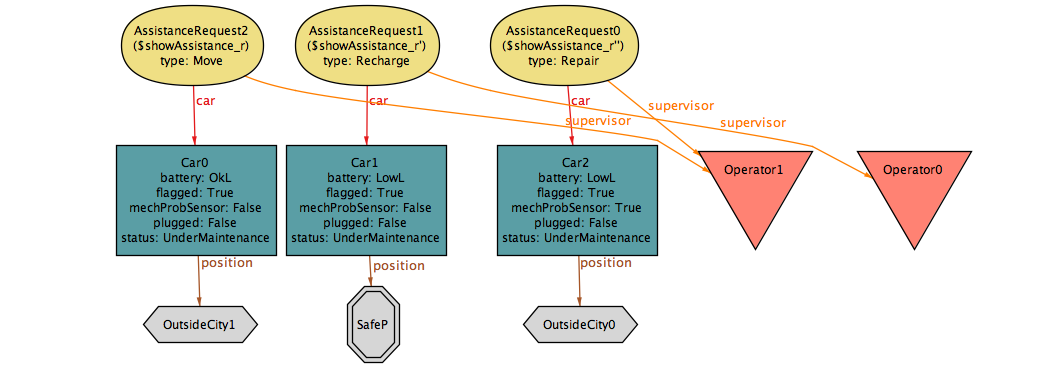 AssistanceRequest2
($showAssistance_r)
type: Move
AssistanceRequest1
($showAssistance_r')
type: Recharge
AssistanceRequest0
($showAssistance_r'')
type: Repair
car
car
car
supervisor
supervisor
supervisor
Car0
battery: OkL
flagged: True
mechProbSensor: False
plugged: False
status: UnderMaintenance
Car1
battery: LowL
flagged: True
mechProbSensor: False
plugged: False
status: UnderMaintenance
Car2
battery: LowL
flagged: True
mechProbSensor: True
plugged: False
status: UnderMaintenance
Operator1
Operator0
position
position
position
OutsideCity1
SafeP
OutsideCity0